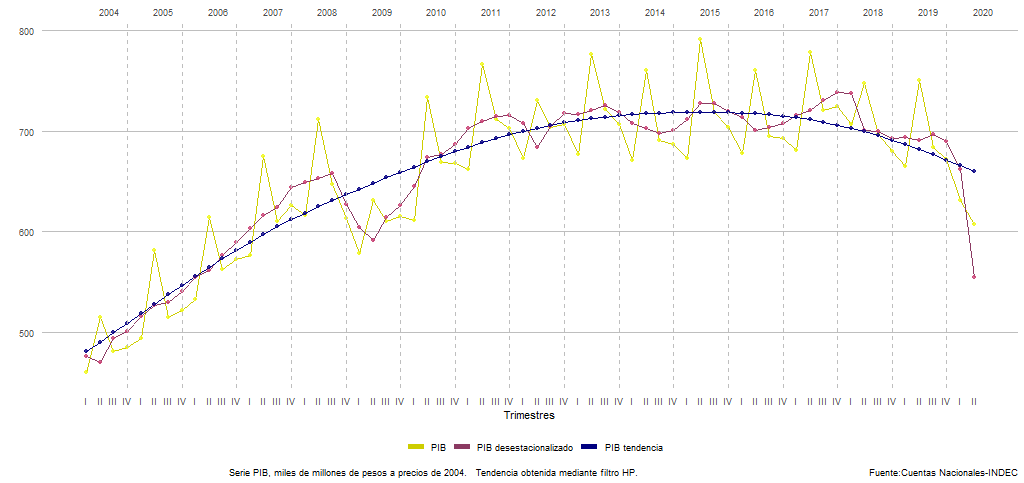 2004 2005 2006 2007 2008 2009 2010 2011 2012 2013 2014 2015 2016 2017 2018 2019 2020
800
700
600
500
I II III IV I II III IV I II III IV I II III IV I II III IV I II III IV I II III IV I II III IV I II III IV I II III IV I II III IV I II III IV I II III IV I II III IV I II III IV I II III IV I II
Trimestres
PIB PIB desestacionalizado PIB tendencia
Serie PIB, miles de millones de pesos a precios de 2004. Tendencia obtenida mediante filtro HP. Fuente:Cuentas Nacionales-INDEC